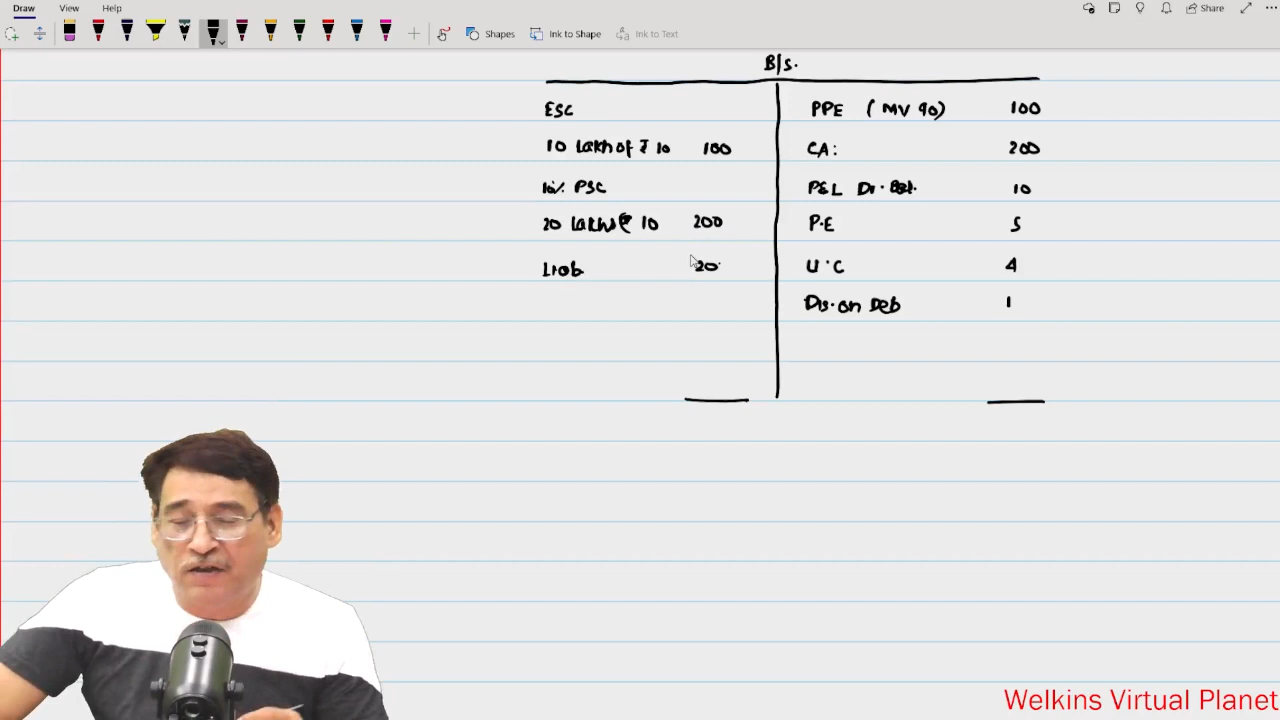 Draw View Help
Share
Shapes Ink to Shape Ink to Text
B/s.
ESC
10 Lakh of ₹ 10 100
10% PSC
20 Lakhs ₹ 10 200
Liab 20
PPE ( MV 90) 100
CA: 200
P&L Dr. Bal. 10
P.E 5
U.C 4
Dis. on Deb 1
Welkins Virtual Planet